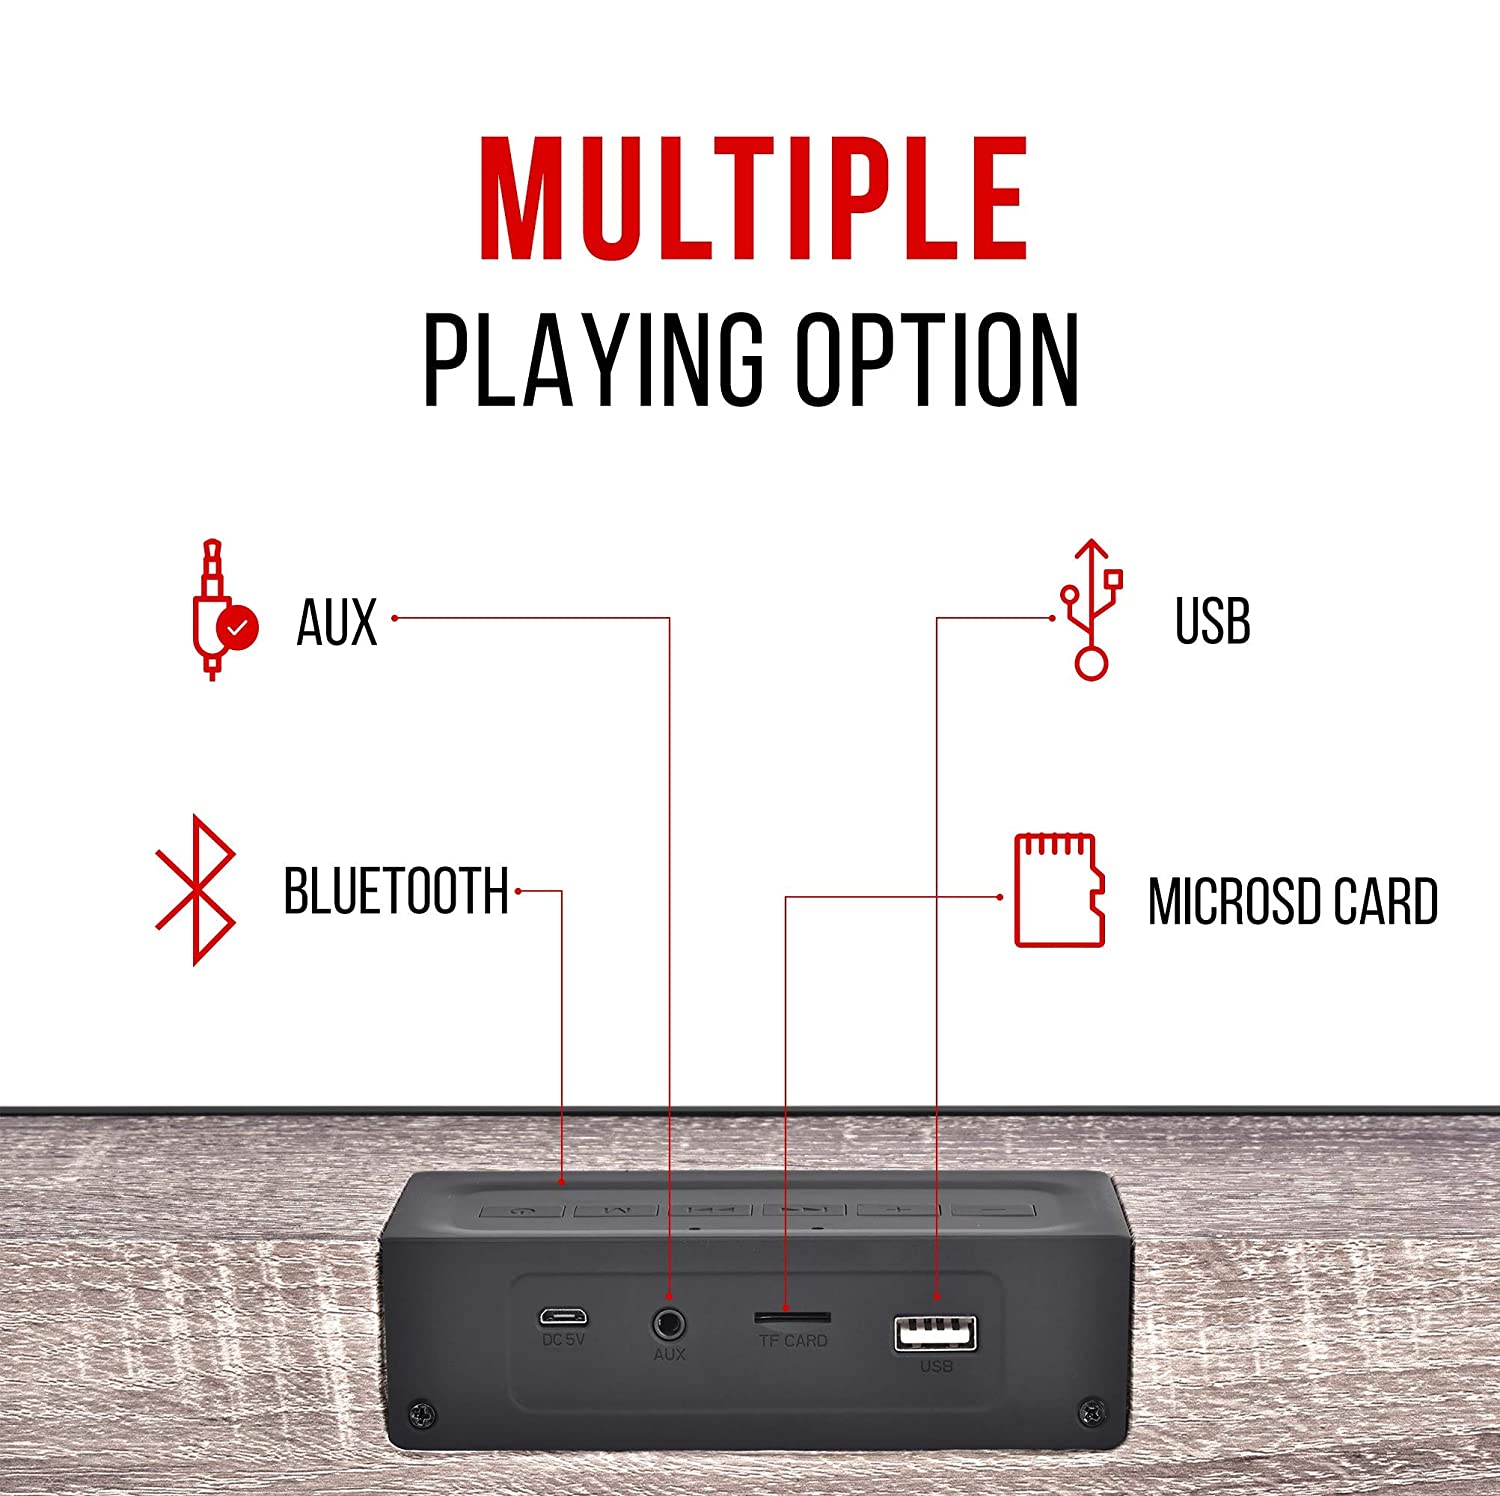 MULTIPLE
PLAYING OPTION
AUX
USB
BLUETOOTH
MICROSD CARD
M
DC 5V
AUX
TF CARD
USB